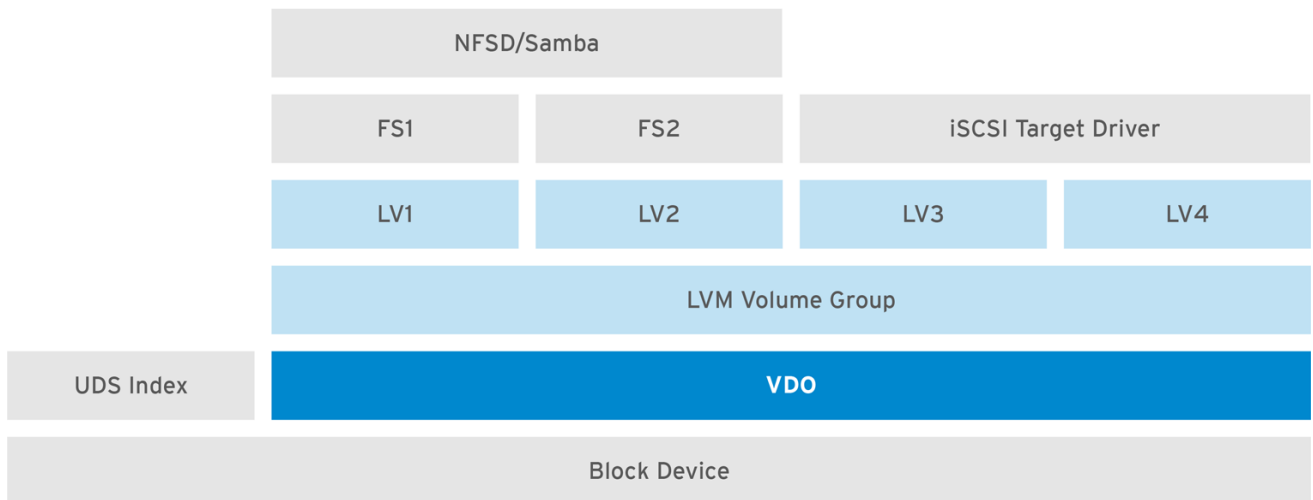 NFSD/Samba
FS1
FS2
iSCSI Target Driver
LV1
LV2
LV3
LV4
LVM Volume Group
UDS Index
VDO
Block Device